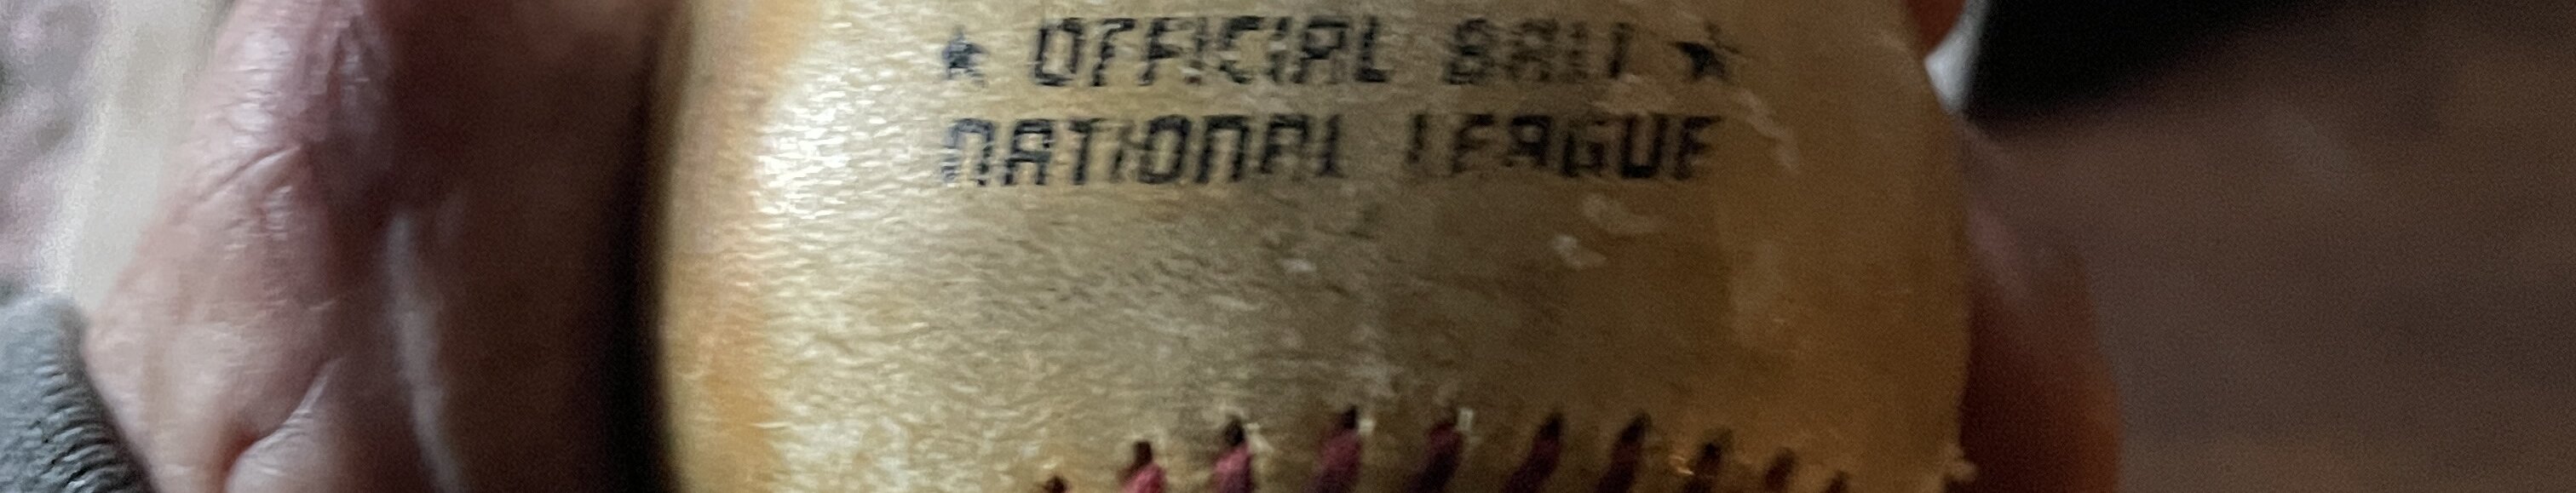 ★ OFFICIAL BALL ★
NATIONAL LEAGUE